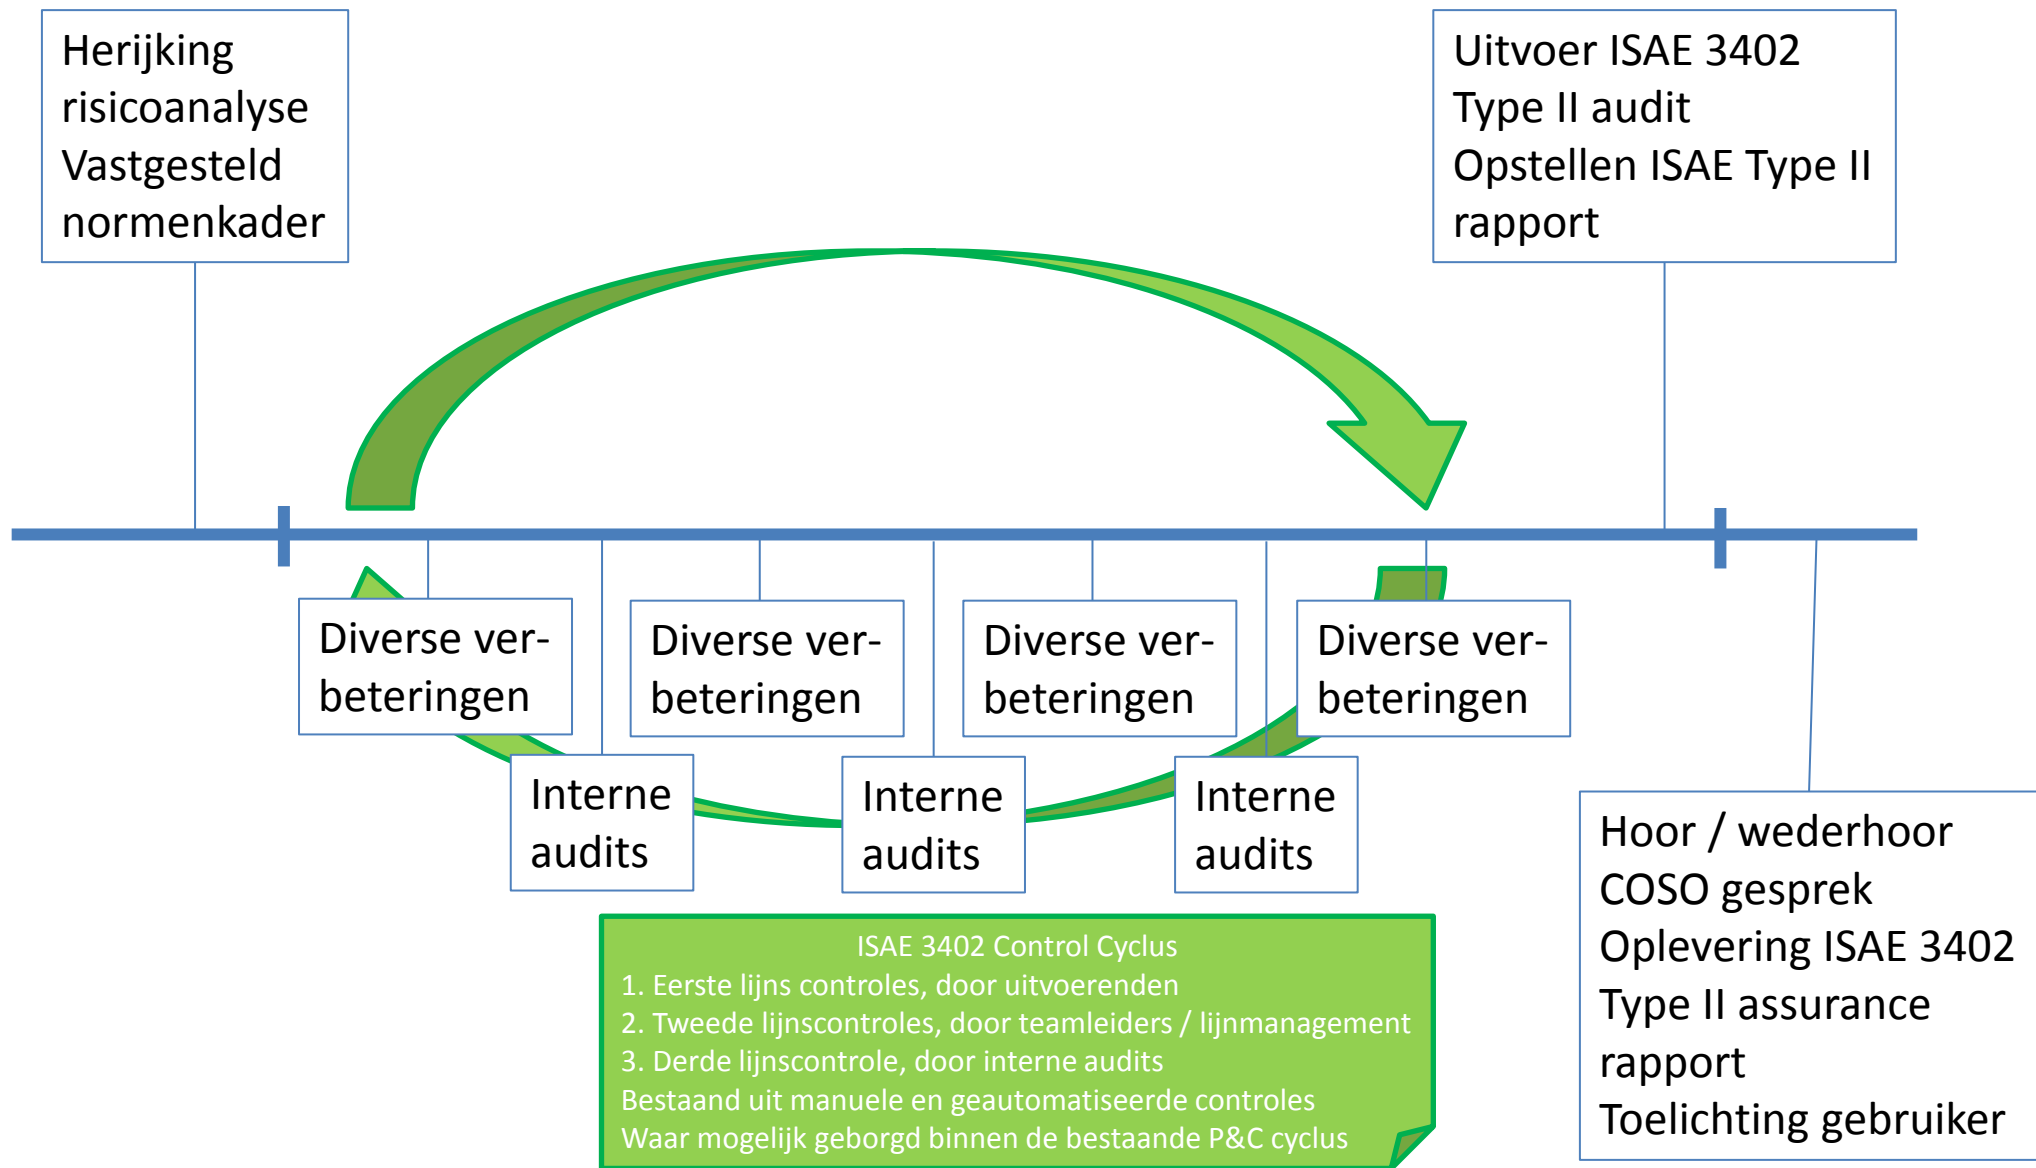 Herijking
risicoanalyse
Vastgesteld
normenkader
Uitvoer ISAE 3402
Type II audit
Opstellen ISAE Type II
rapport
Diverse ver-
beteringen
Diverse ver-
beteringen
Diverse ver-
beteringen
Diverse ver-
beteringen
Interne
audits
Interne
audits
Interne
audits
Hoor / wederhoor
COSO gesprek
Oplevering ISAE 3402
Type II assurance
rapport
Toelichting gebruiker
ISAE 3402 Control Cyclus
1. Eerste lijns controles, door uitvoerenden
2. Tweede lijnscontroles, door teamleiders / lijnmanagement
3. Derde lijnscontrole, door interne audits
Bestaand uit manuele en geautomatiseerde controles
Waar mogelijk geborgd binnen de bestaande P&C cyclus